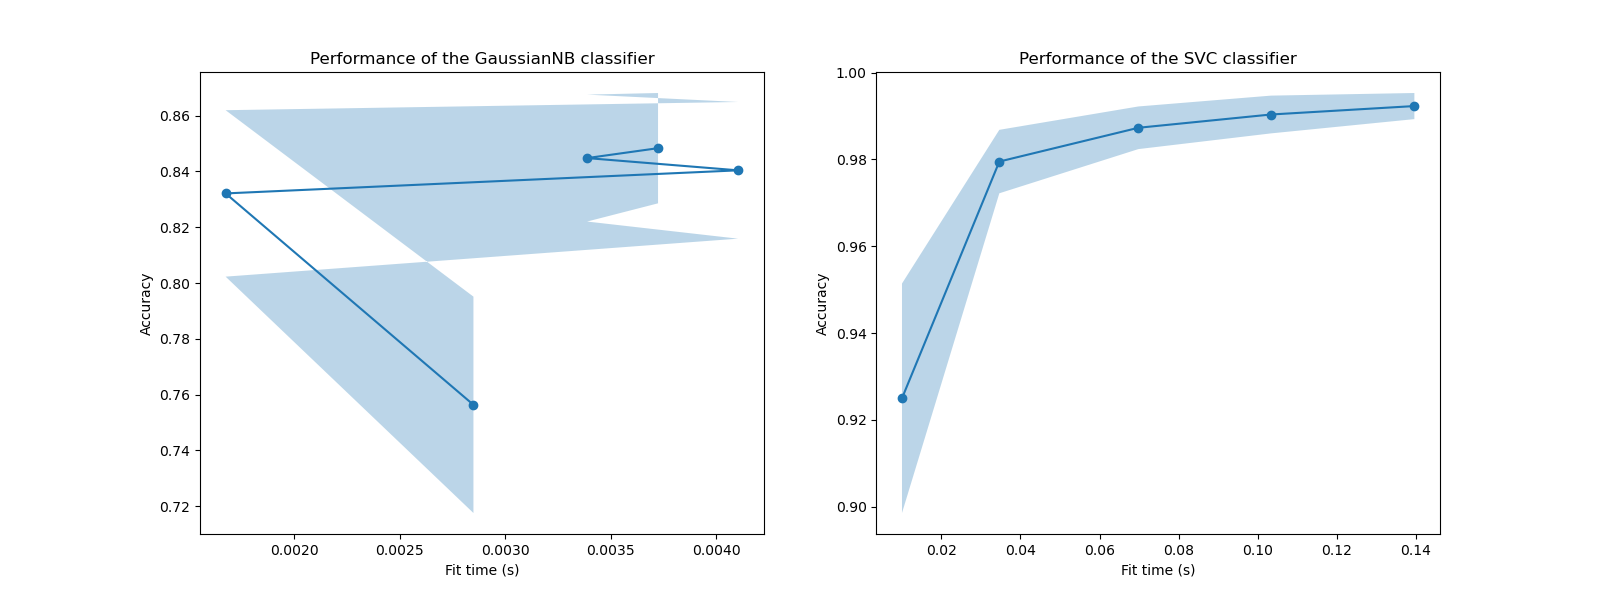 Performance of the GaussianNB classifier
0.86
0.84
0.82
0.80
0.78
0.76
0.74
0.72
Accuracy
0.0020 0.0025 0.0030 0.0035 0.0040
Fit time (s)
Performance of the SVC classifier
1.00
0.98
0.96
0.94
0.92
0.90
Accuracy
0.02 0.04 0.06 0.08 0.10 0.12 0.14
Fit time (s)